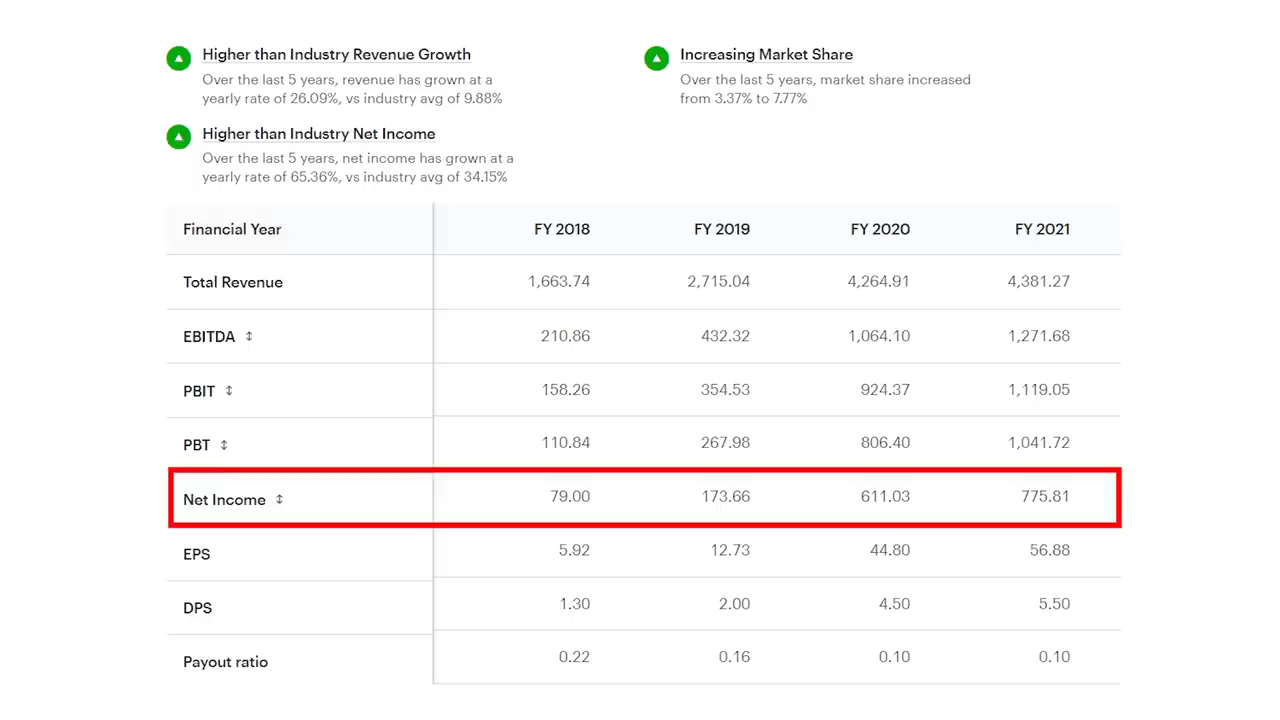 Higher than Industry Revenue Growth
Over the last 5 years, revenue has grown at a
yearly rate of 26.09%, vs industry avg of 9.88%
Increasing Market Share
Over the last 5 years, market share increased
from 3.37% to 7.77%
Higher than Industry Net Income
Over the last 5 years, net income has grown at a
yearly rate of 65.36%, vs industry avg of 34.15%
Financial Year FY 2018 FY 2019 FY 2020 FY 2021
Total Revenue 1,663.74 2,715.04 4,264.91 4,381.27
EBITDA 210.86 432.32 1,064.10 1,271.68
PBIT 158.26 354.53 924.37 1,119.05
PBT 110.84 267.98 806.40 1,041.72
Net Income 79.00 173.66 611.03 775.81
EPS 5.92 12.73 44.80 56.88
DPS 1.30 2.00 4.50 5.50
Payout ratio 0.22 0.16 0.10 0.10